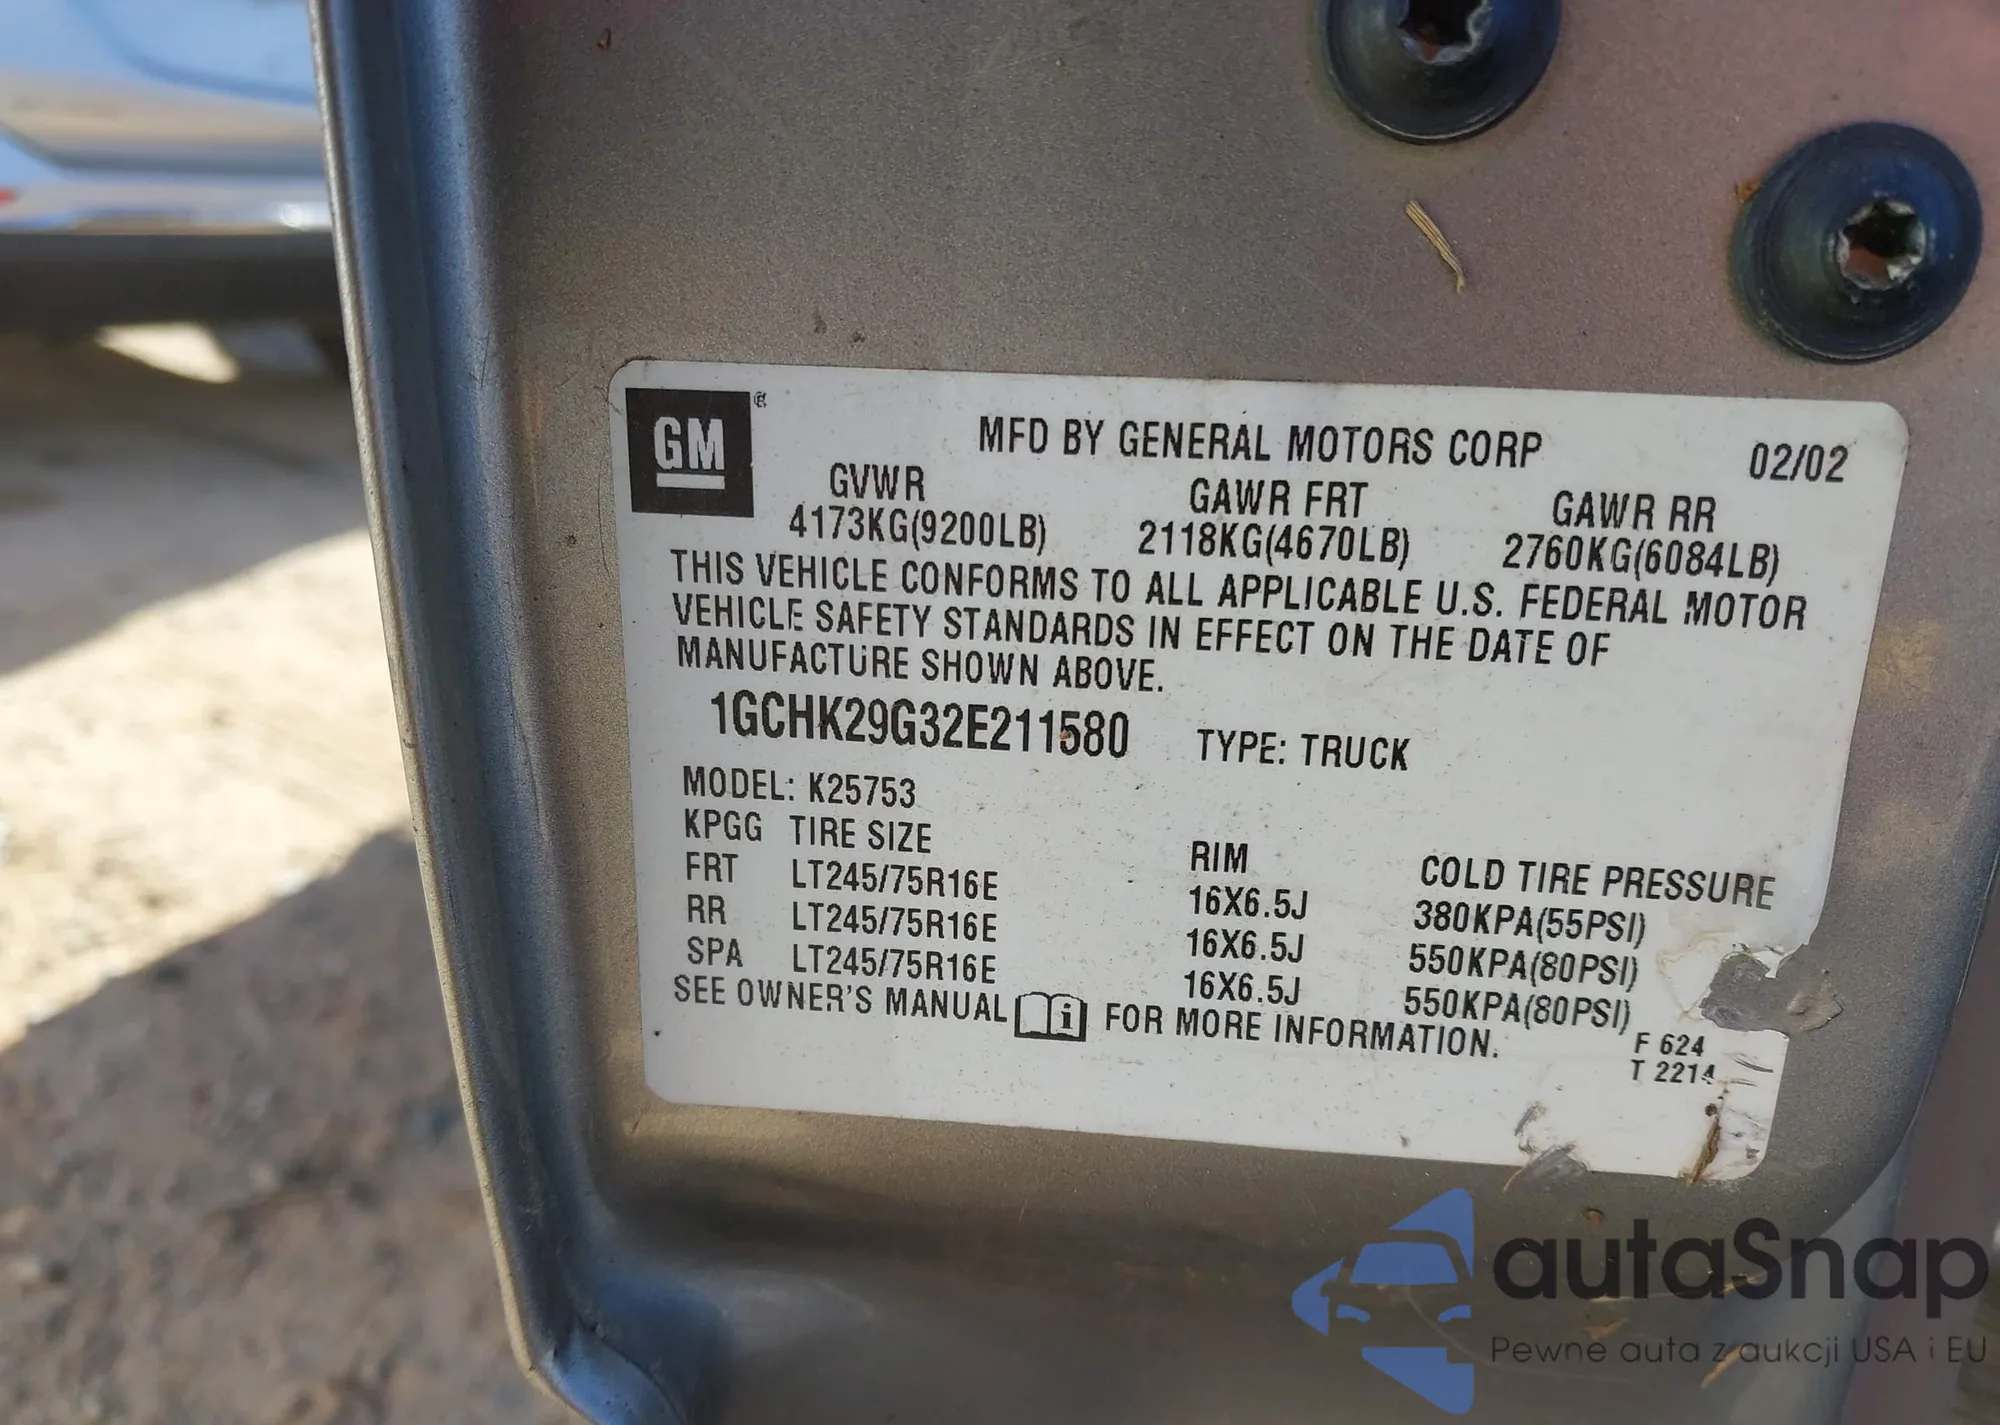 GM
MFD BY GENERAL MOTORS CORP 02/02
GVWR GAWR FRT GAWR RR
4173KG(9200LB) 2118KG(4670LB) 2760KG(6084LB)
THIS VEHICLE CONFORMS TO ALL APPLICABLE U.S. FEDERAL MOTOR
VEHICLE SAFETY STANDARDS IN EFFECT ON THE DATE OF
MANUFACTURE SHOWN ABOVE.
1GCHK29G32E211580 TYPE: TRUCK
MODEL: K25753
KPGG TIRE SIZE RIM COLD TIRE PRESSURE
FRT LT245/75R16E 16X6.5J 380KPA(55PSI)
RR LT245/75R16E 16X6.5J 550KPA(80PSI)
SPA LT245/75R16E 16X6.5J 550KPA(80PSI)
SEE OWNER'S MANUAL FOR MORE INFORMATION.
F 624
T 2214
autaSnap
Pewne auta z aukcji USA i EU